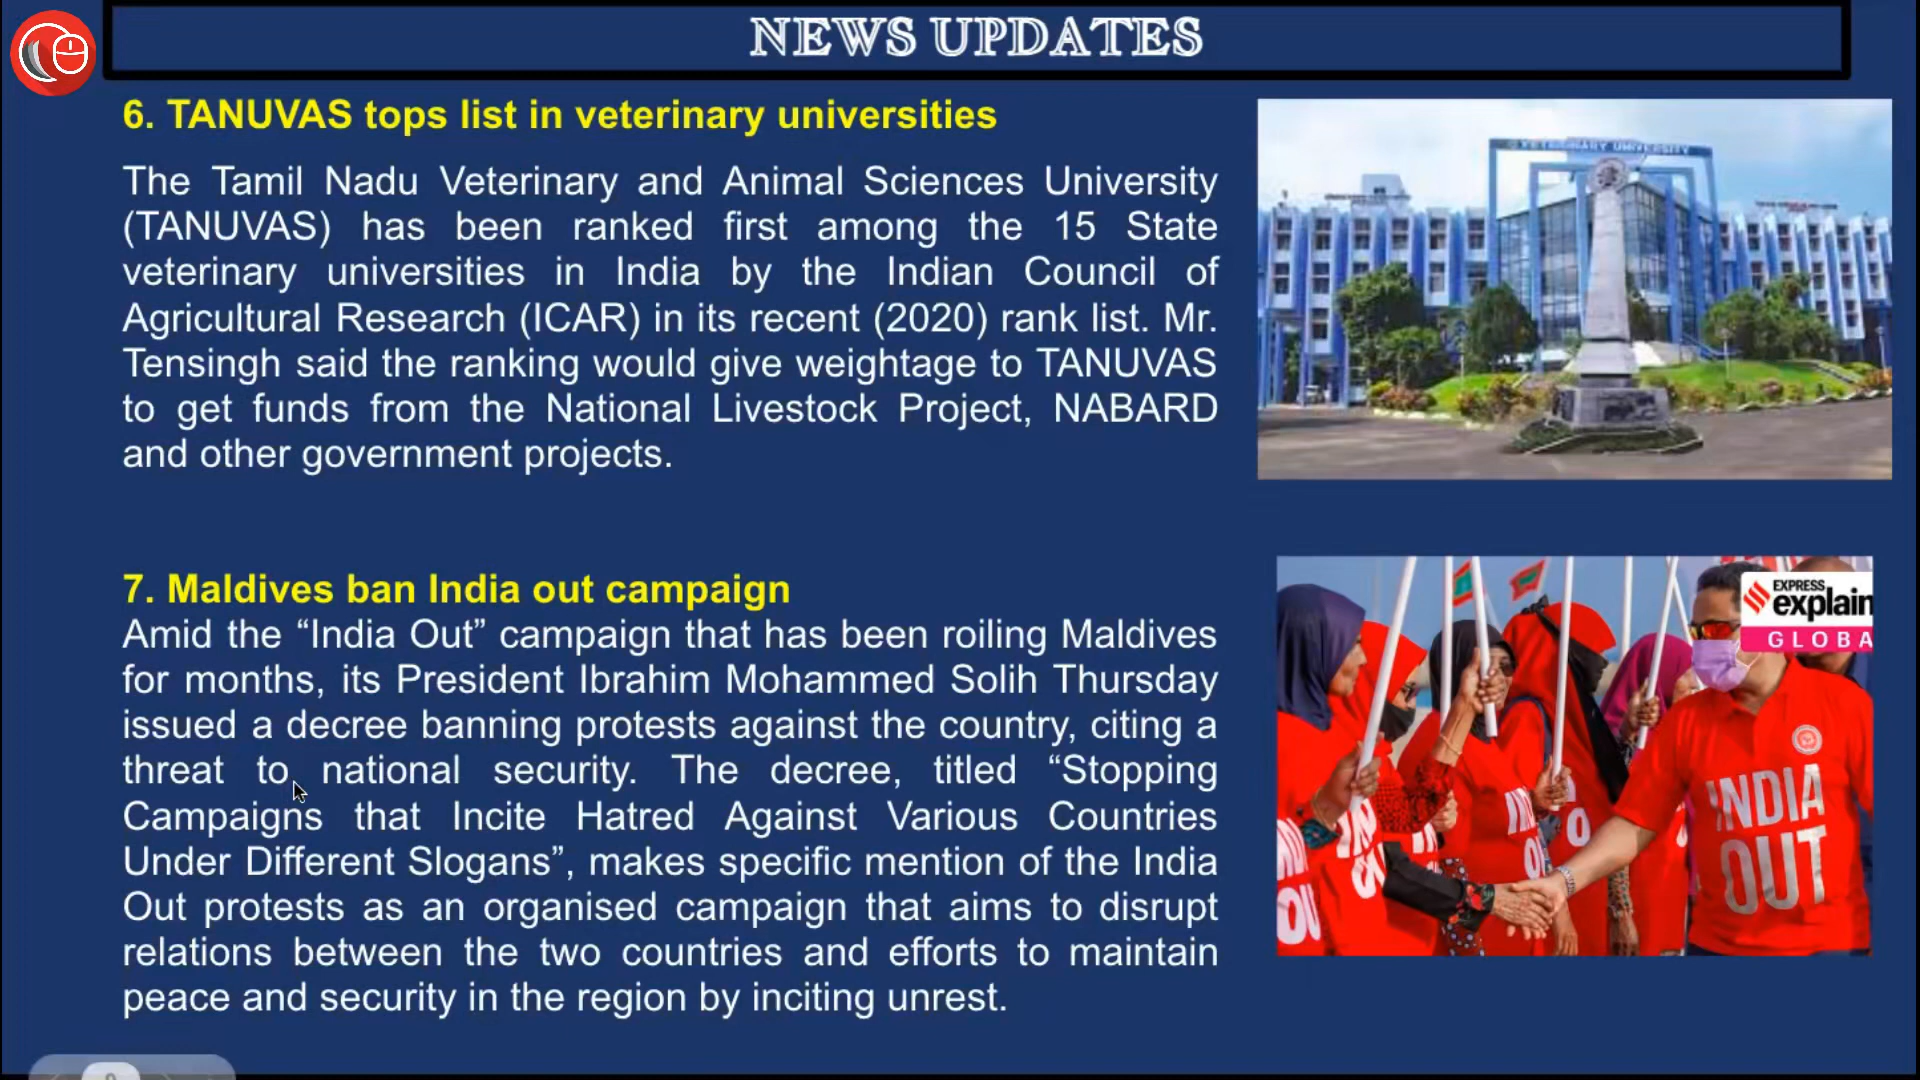 NEWS UPDATES
6. TANUVAS tops list in veterinary universities
The Tamil Nadu Veterinary and Animal Sciences University
(TANUVAS) has been ranked first among the 15 State
veterinary universities in India by the Indian Council of
Agricultural Research (ICAR) in its recent (2020) rank list. Mr.
Tensingh said the ranking would give weightage to TANUVAS
to get funds from the National Livestock Project, NABARD
and other government projects.
VETERINARY UNIVERSITY
7. Maldives ban India out campaign
Amid the “India Out” campaign that has been roiling Maldives
for months, its President Ibrahim Mohammed Solih Thursday
issued a decree banning protests against the country, citing a
threat to national security. The decree, titled “Stopping
Campaigns that Incite Hatred Against Various Countries
Under Different Slogans”, makes specific mention of the India
Out protests as an organised campaign that aims to disrupt
relations between the two countries and efforts to maintain
peace and security in the region by inciting unrest.
EXPRESS
explain
GLOBA
INDIA
OUT